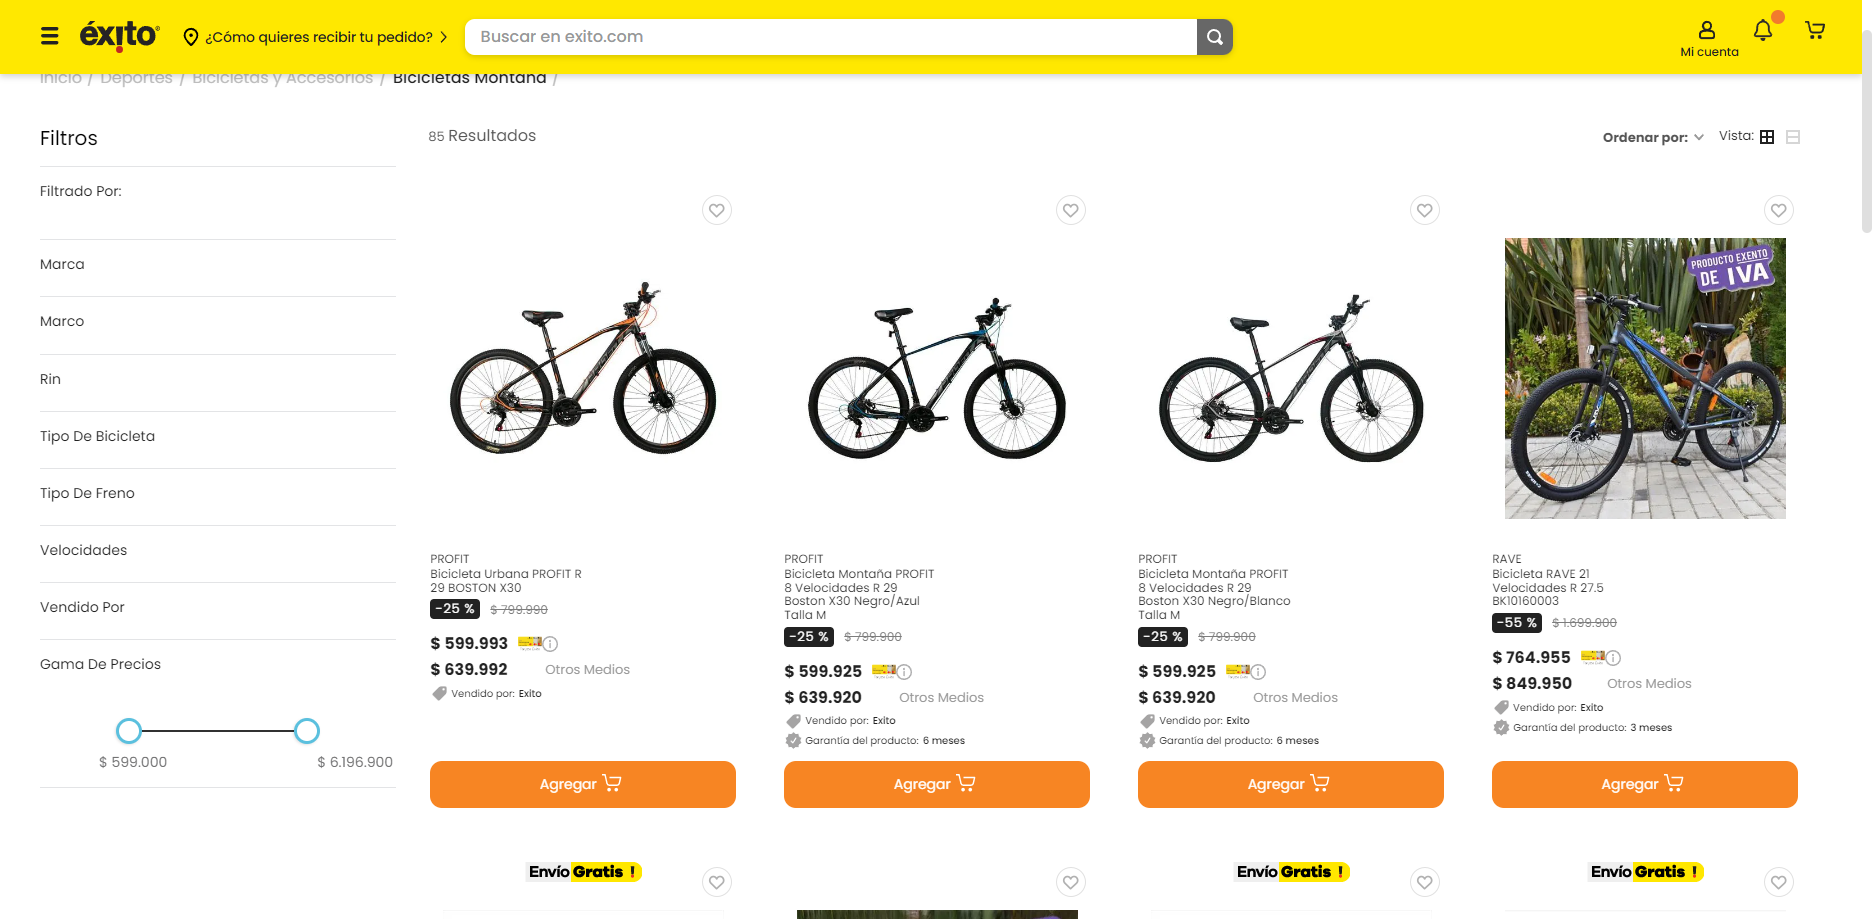 éxito
¿Cómo quieres recibir tu pedido?
Buscar en exito.com
Mi cuenta
Inicio / Deportes / Bicicletas y Accesorios / Bicicletas Montaña /
Filtros
Filtrado Por:
Marca
Marco
Rin
Tipo De Bicicleta
Tipo De Freno
Velocidades
Vendido Por
Gama De Precios
$ 599.000
$ 6.196.900
85 Resultados
Ordenar por:
Vista:
PROFIT
Bicicleta Urbana PROFIT R
29 BOSTON X30
-25 % $ 799.990
$ 599.993
$ 639.992 Otros Medios
Vendido por: Exito
Agregar
PROFIT
Bicicleta Montaña PROFIT
8 Velocidades R 29
Boston X30 Negro/Azul
Talla M
-25 % $ 799.900
$ 599.925
$ 639.920 Otros Medios
Vendido por: Exito
Garantía del producto: 6 meses
Agregar
PROFIT
Bicicleta Montaña PROFIT
8 Velocidades R 29
Boston X30 Negro/Blanco
Talla M
-25 % $ 799.900
$ 599.925
$ 639.920 Otros Medios
Vendido por: Exito
Garantía del producto: 6 meses
Agregar
PRODUCTO EXENTO
DE IVA
RAVE
Bicicleta RAVE 21
Velocidades R 27.5
BK10160003
-55 % $ 1.699.900
$ 764.955
$ 849.950 Otros Medios
Vendido por: Exito
Garantía del producto: 3 meses
Agregar
Envío Gratis !
Envío Gratis !
Envío Gratis !